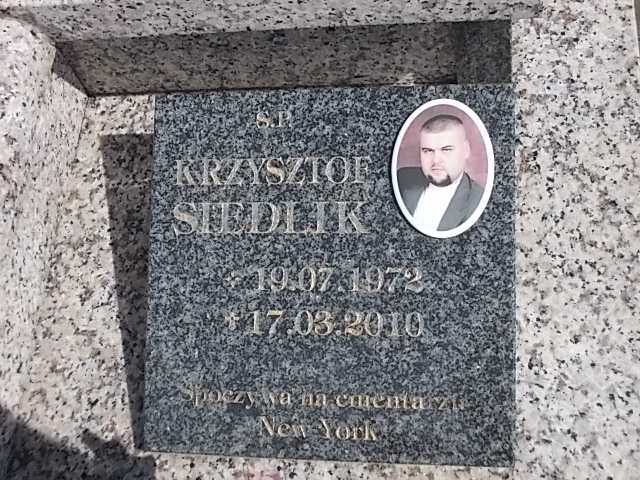 S.P.
KRZYSZTOF
SIEDLIK
* 19.07.1972
+ 17.03.2010
Spoczywa na cmentarzu
New York